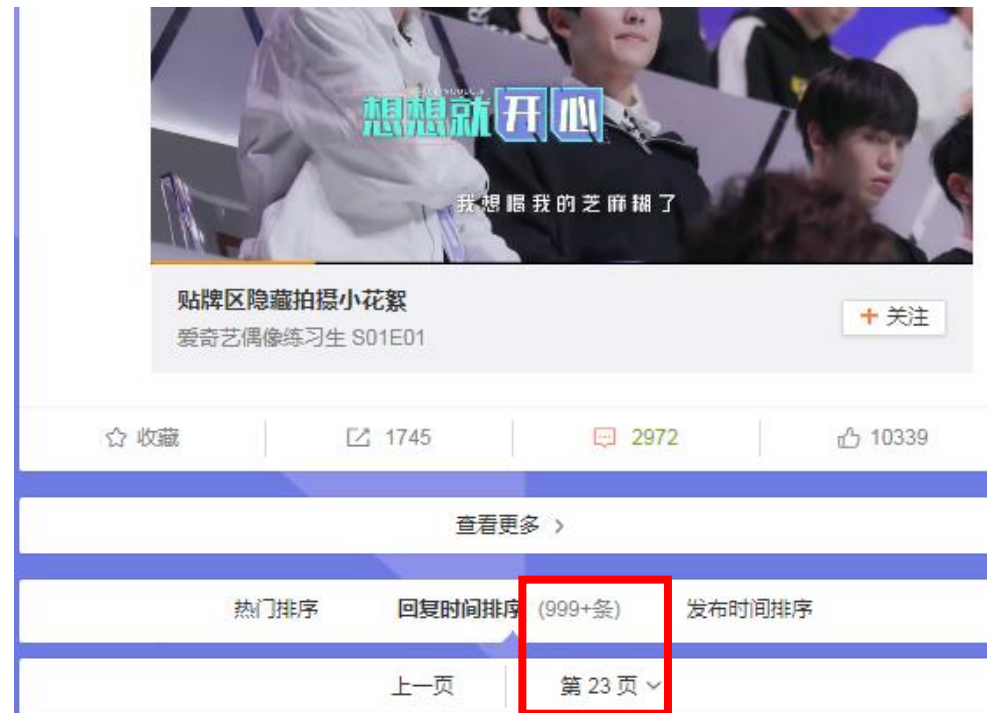 想想就开心
我想喝我的芝麻糊了
贴牌区隐藏拍摄小花絮
+ 关注
爱奇艺偶像练习生 S01E01
收藏 1745 2972 10339
查看更多 >
热门排序 回复时间排序 (999+条) 发布时间排序
上一页 第 23 页